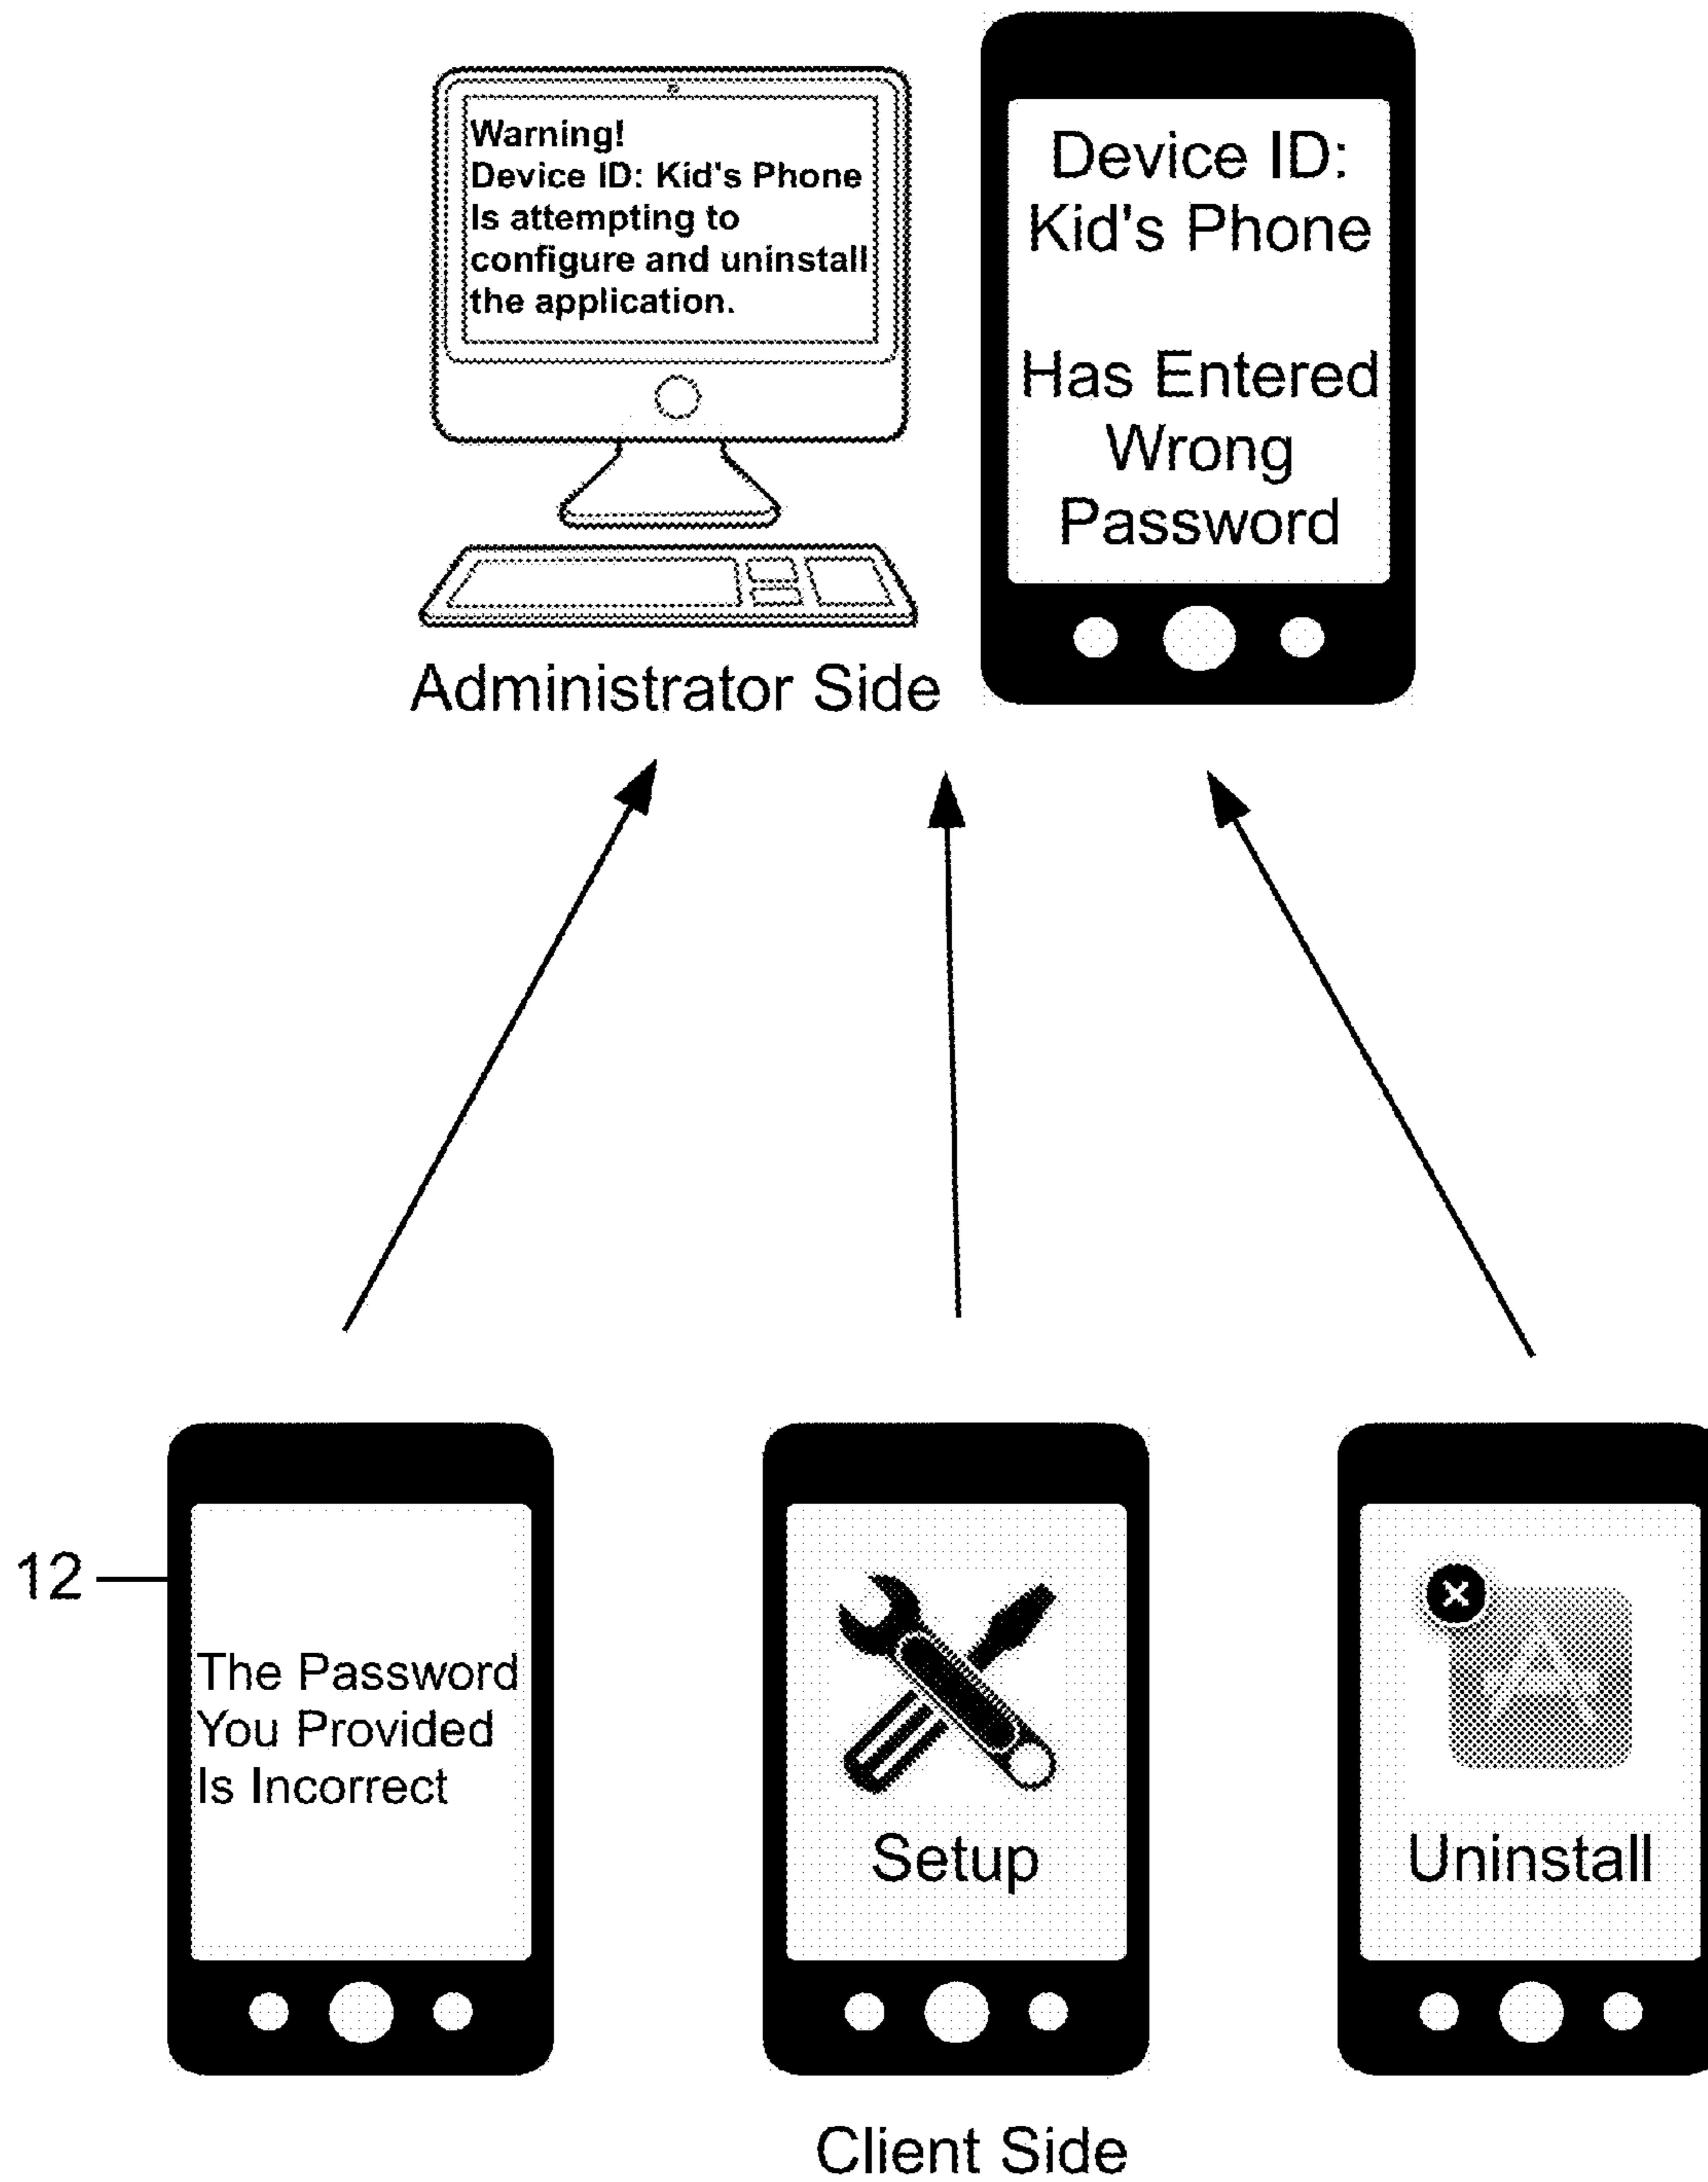 Warning!
Device ID: Kid's Phone
Is attempting to
configure and uninstall
the application.
Device ID:
Kid's Phone
Has Entered
Wrong
Password
Administrator Side
12
The Password
You Provided
Is Incorrect
Setup
Uninstall
Client Side